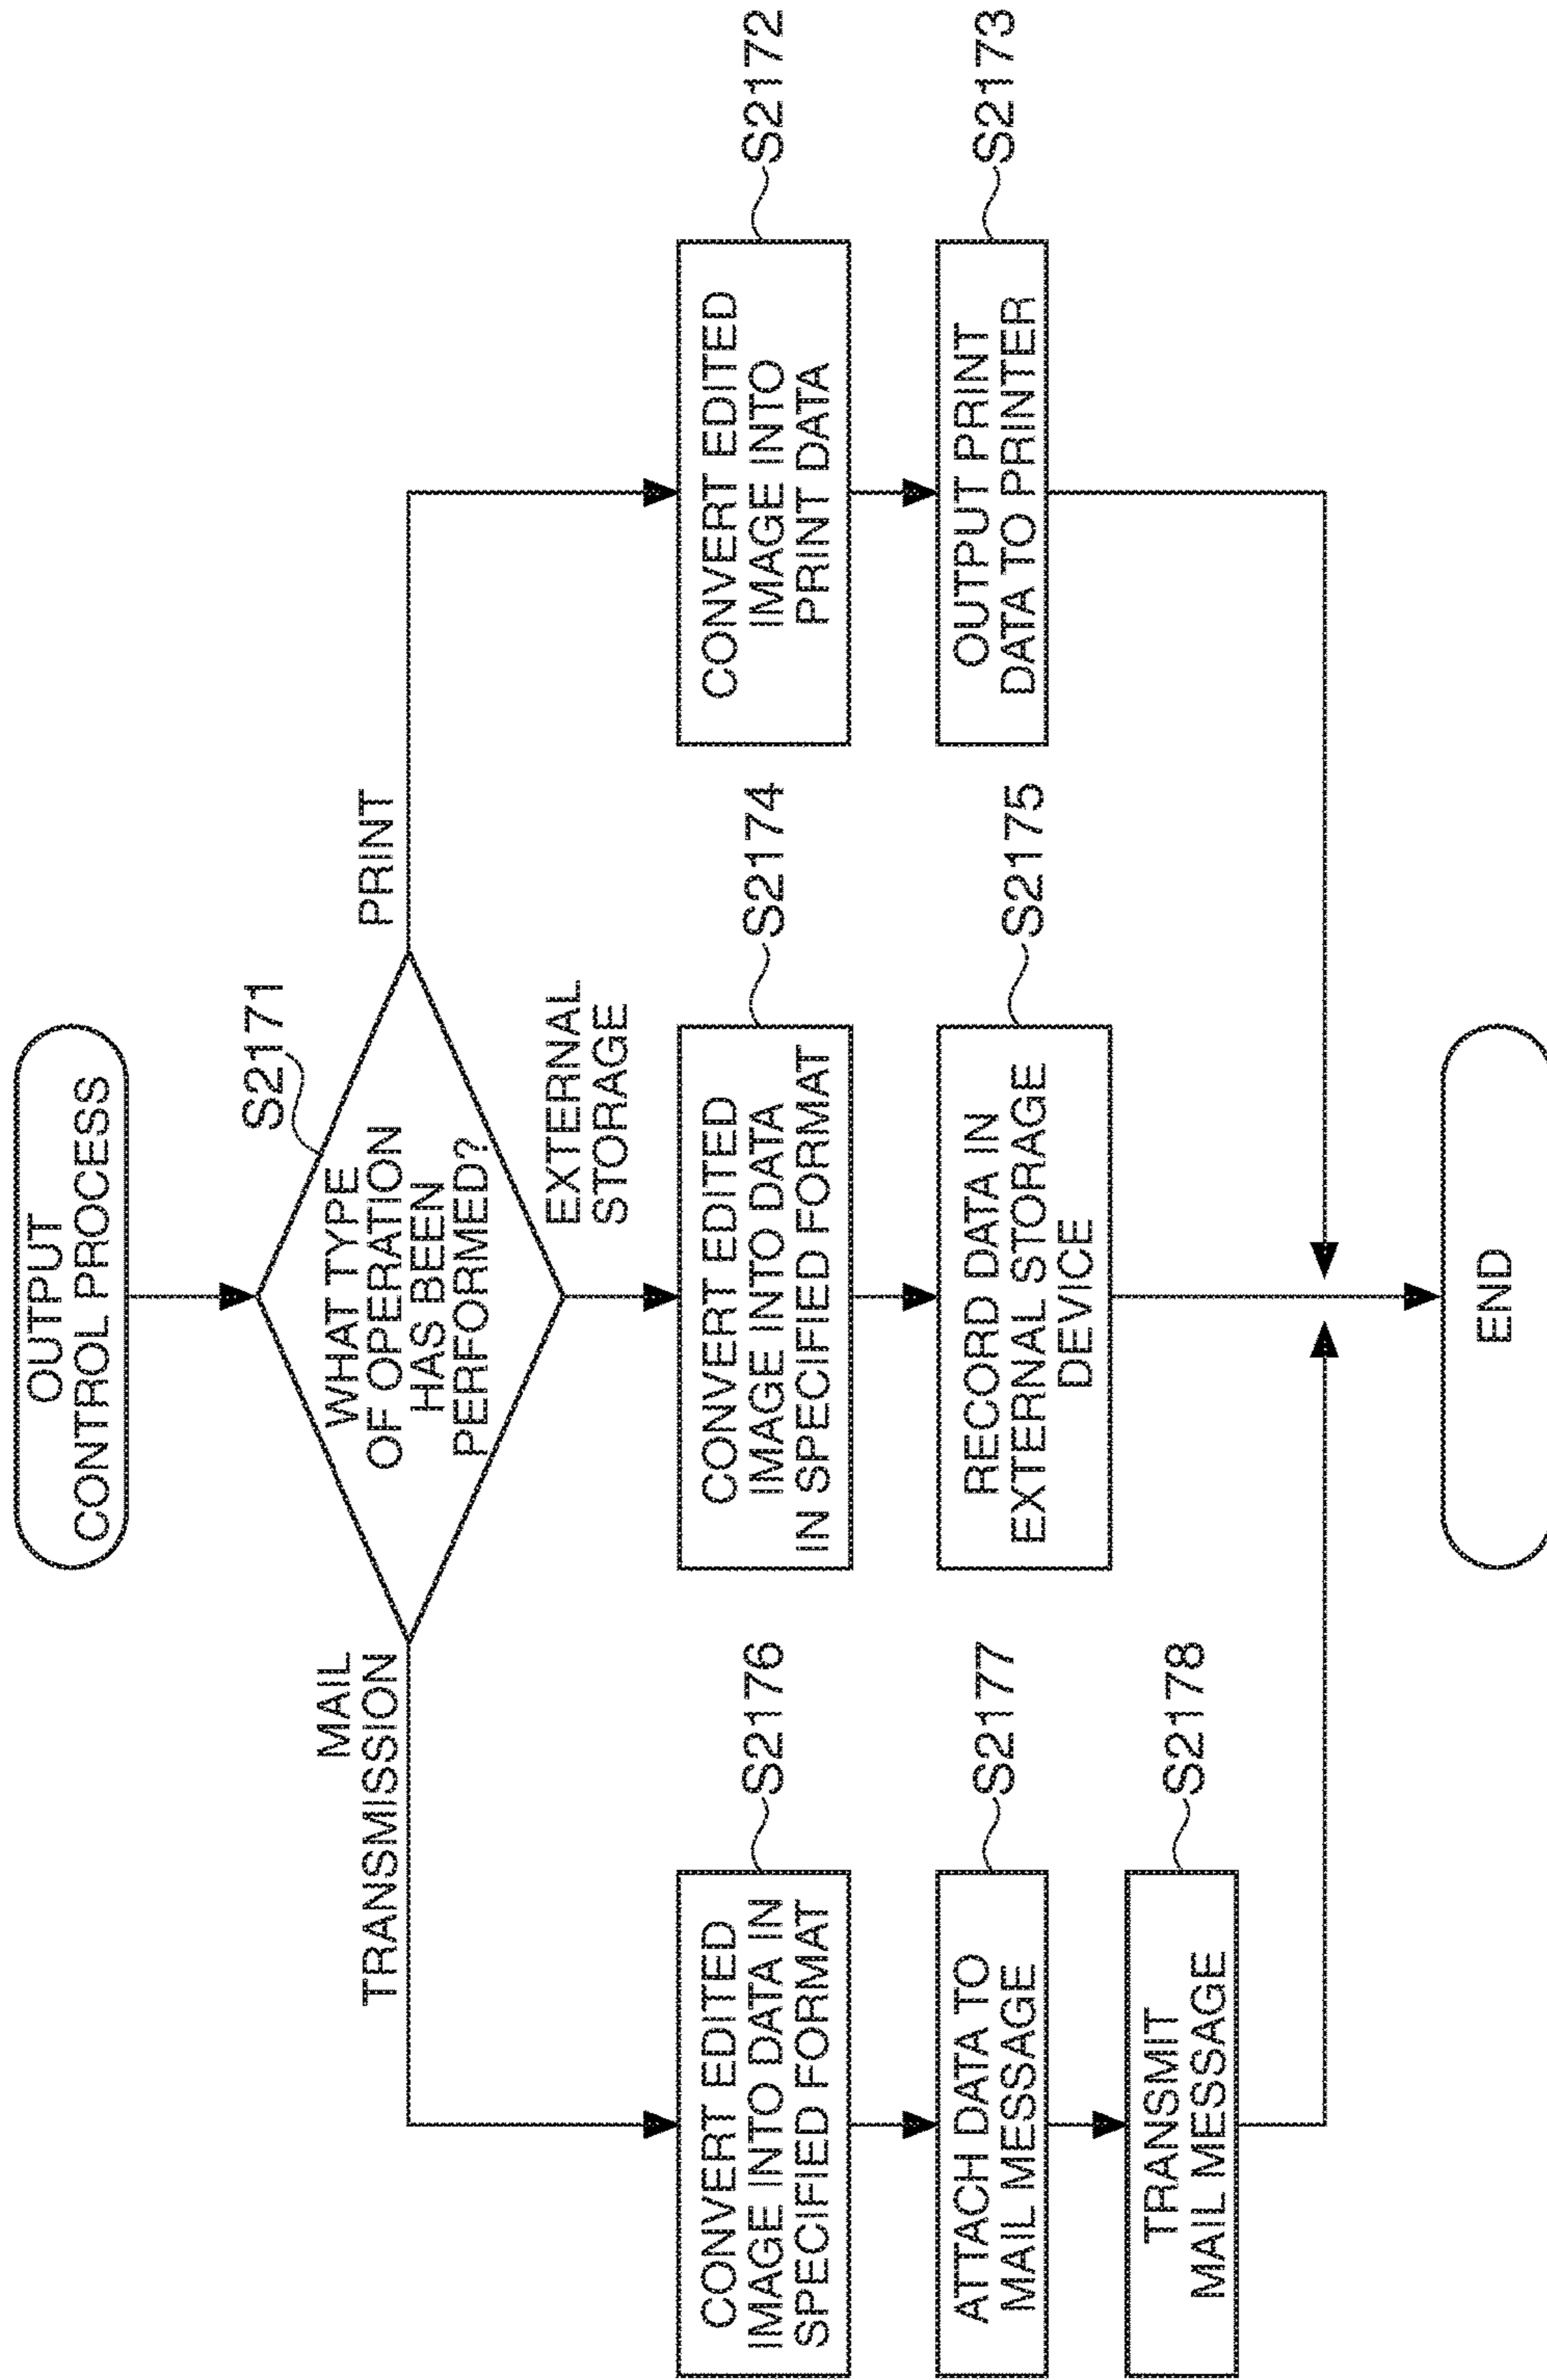 OUTPUT
CONTROL PROCESS
S2171
WHAT TYPE
OF OPERATION
HAS BEEN
PERFORMED?
MAIL
TRANSMISSION
EXTERNAL
STORAGE
PRINT
S2176
CONVERT EDITED
IMAGE INTO DATA IN
SPECIFIED FORMAT
S2174
CONVERT EDITED
IMAGE INTO DATA
IN SPECIFIED FORMAT
S2172
CONVERT EDITED
IMAGE INTO
PRINT DATA
S2177
ATTACH DATA TO
MAIL MESSAGE
S2175
RECORD DATA IN
EXTERNAL STORAGE
DEVICE
S2173
OUTPUT PRINT
DATA TO PRINTER
S2178
TRANSMIT
MAIL MESSAGE
END